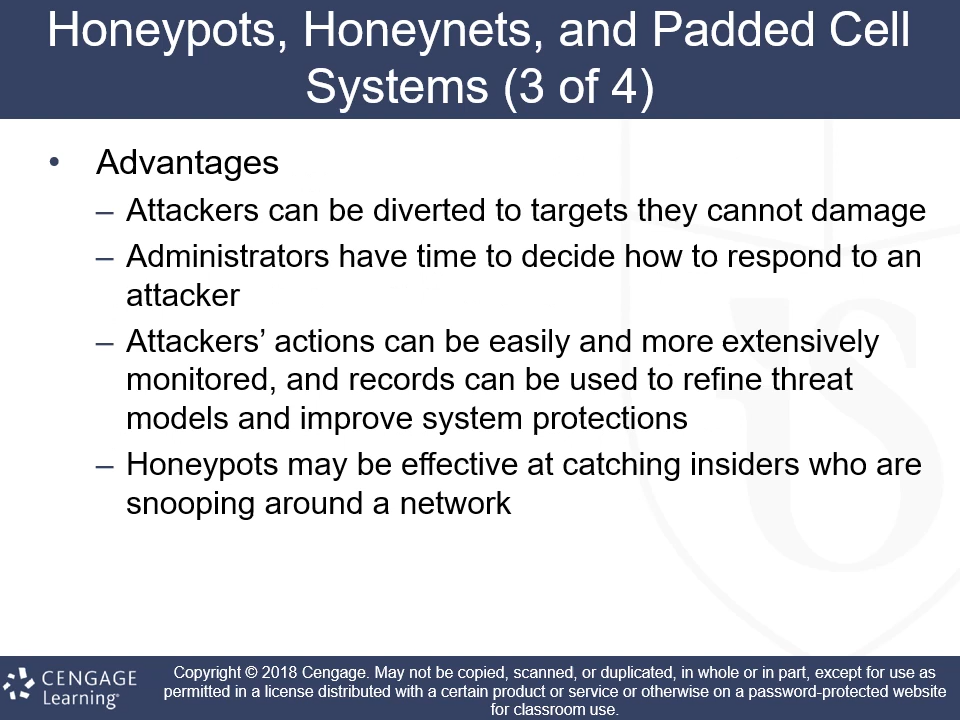 Honeypots, Honeynets, and Padded Cell
Systems (3 of 4)
• Advantages
– Attackers can be diverted to targets they cannot damage
– Administrators have time to decide how to respond to an
attacker
– Attackers’ actions can be easily and more extensively
monitored, and records can be used to refine threat
models and improve system protections
– Honeypots may be effective at catching insiders who are
snooping around a network
CENGAGE
Learning®
Copyright © 2018 Cengage. May not be copied, scanned, or duplicated, in whole or in part, except for use as
permitted in a license distributed with a certain product or service or otherwise on a password-protected website
for classroom use.